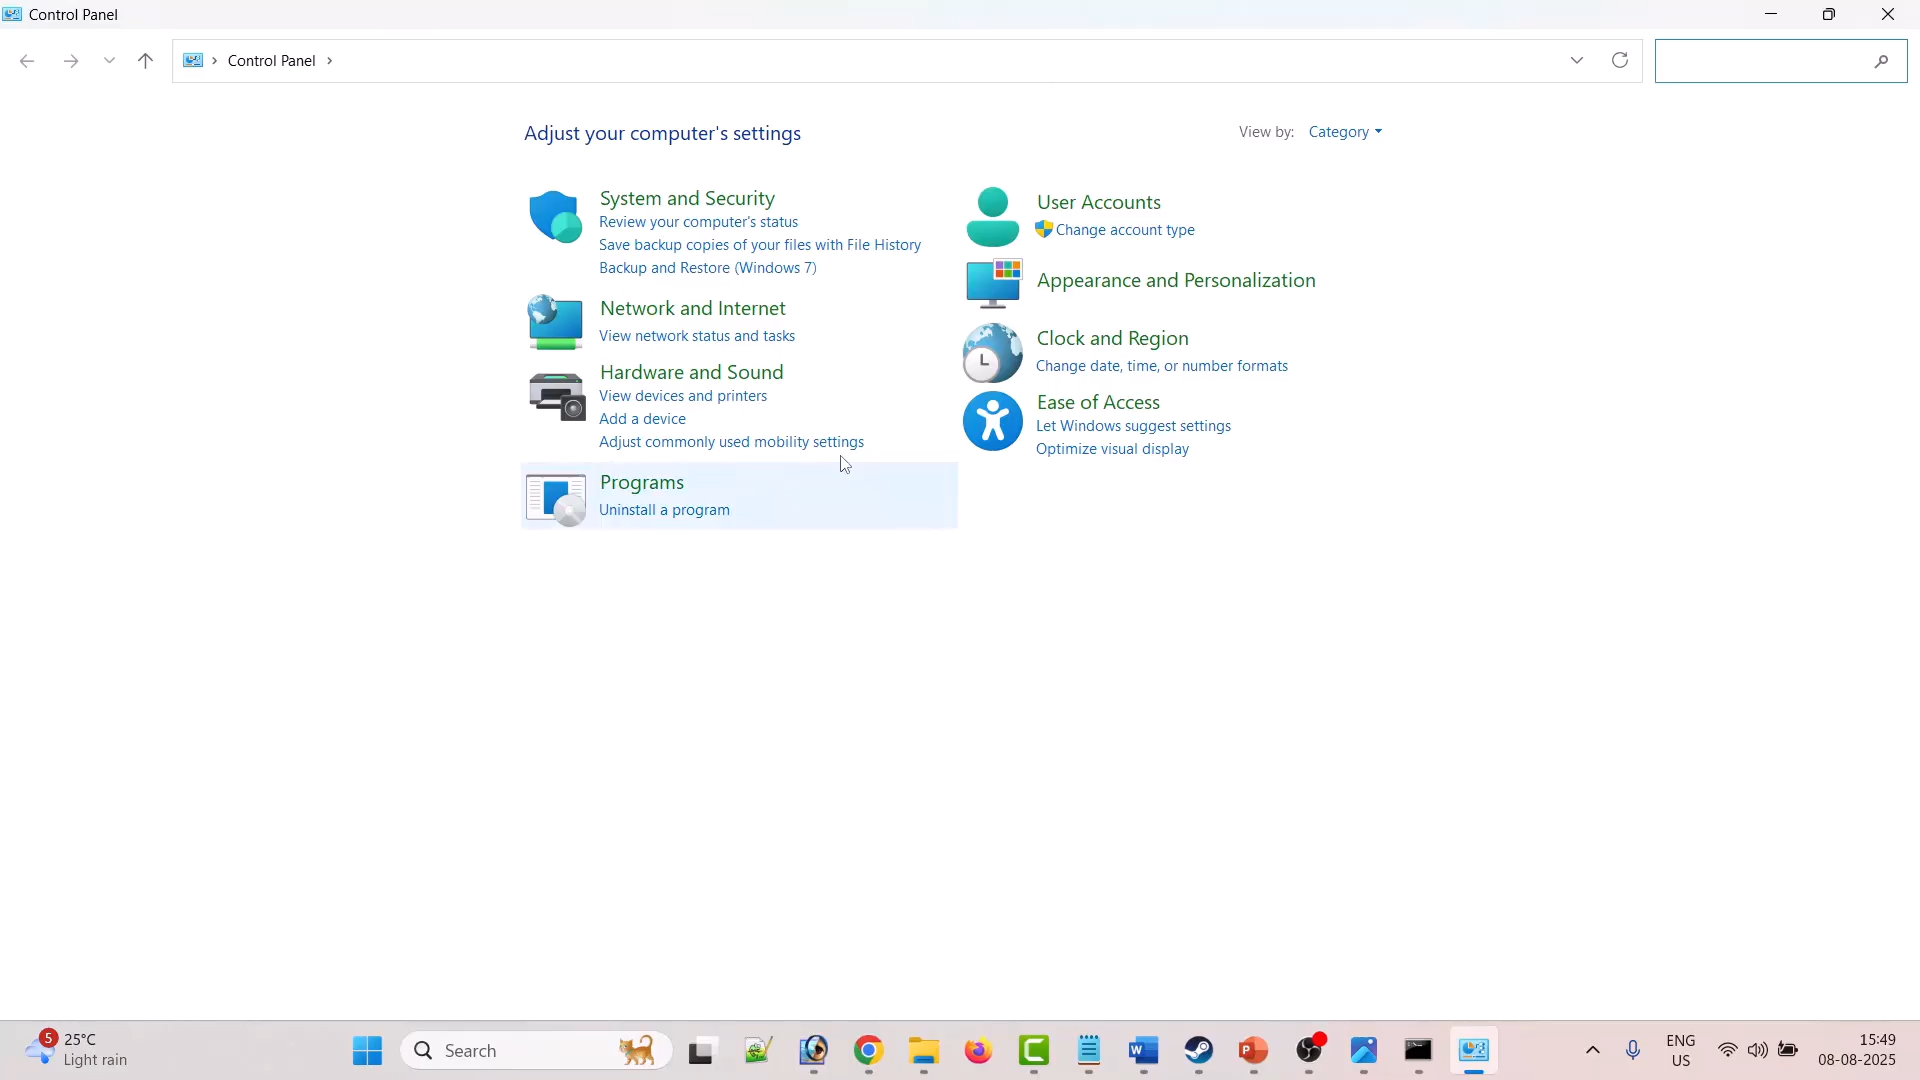 Control Panel
Control Panel
Adjust your computer's settings
View by: Category
System and Security
Review your computer's status
Save backup copies of your files with File History
Backup and Restore (Windows 7)
Network and Internet
View network status and tasks
Hardware and Sound
View devices and printers
Add a device
Adjust commonly used mobility settings
Programs
Uninstall a program
User Accounts
Change account type
Appearance and Personalization
Clock and Region
Change date, time, or number formats
Ease of Access
Let Windows suggest settings
Optimize visual display
5
25°C
Light rain
Search
ENG
US
15:49
08-08-2025